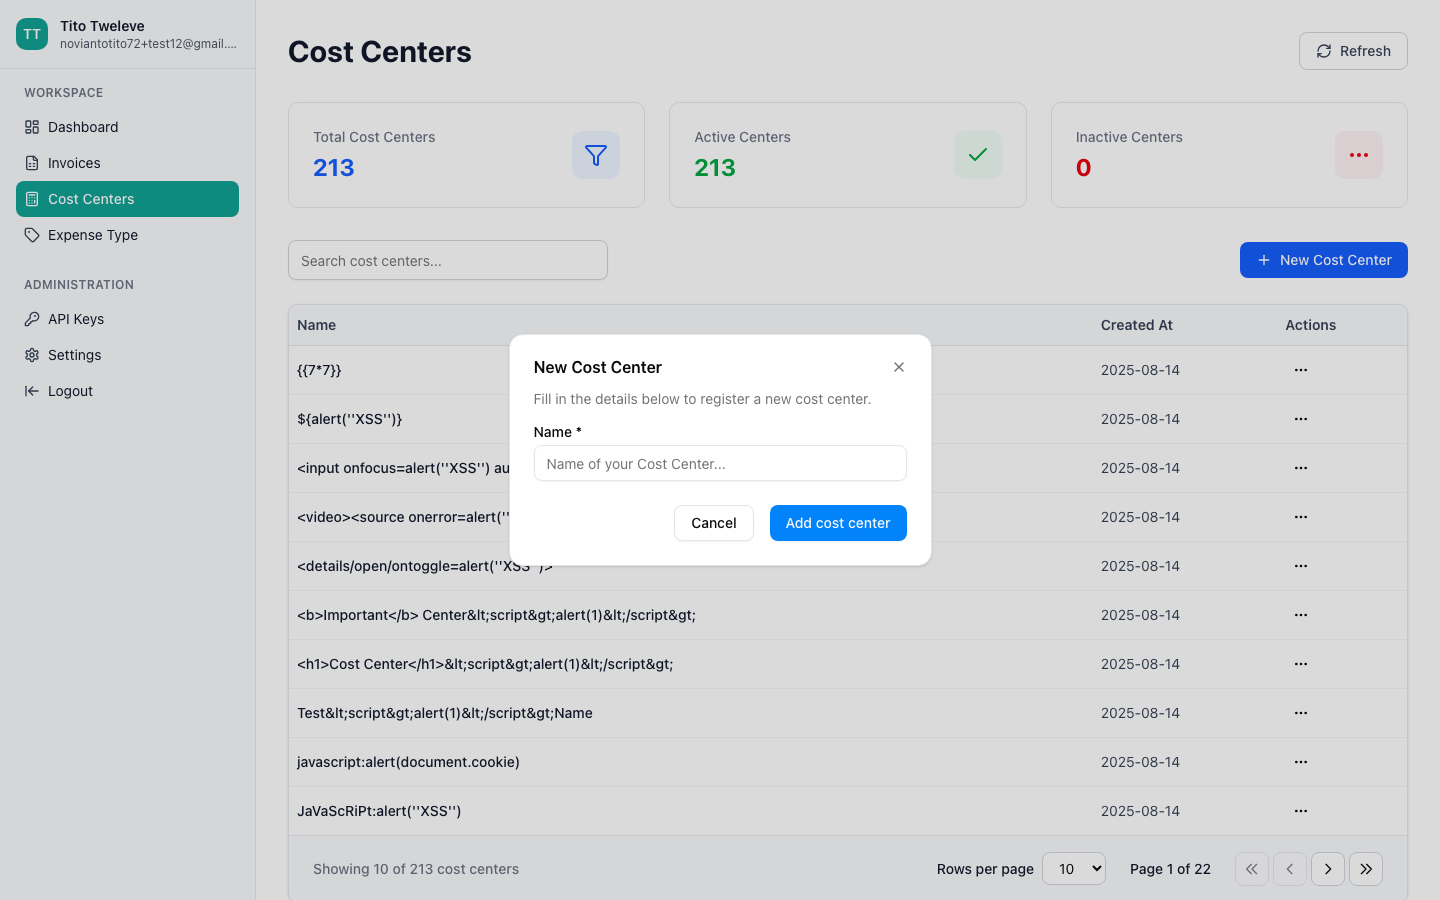 TT
Tito Tweleve
noviantotito72+test12@gmail....
WORKSPACE
Dashboard
Invoices
Cost Centers
Expense Type
ADMINISTRATION
API Keys
Settings
Logout
Cost Centers
Refresh
Total Cost Centers
213
Active Centers
213
Inactive Centers
0
Search cost centers...
New Cost Center
Name
Created At
Actions
{{7*7}}
2025-08-14
${alert(''XSS'')}
2025-08-14
<input onfocus=alert(''XSS'') au
2025-08-14
<video><source onerror=alert(''
2025-08-14
<details/open/ontoggle=alert(''XSS'')>
2025-08-14
<b>Important</b> Center&lt;script&gt;alert(1)&lt;/script&gt;
2025-08-14
<h1>Cost Center</h1>&lt;script&gt;alert(1)&lt;/script&gt;
2025-08-14
Test&lt;script&gt;alert(1)&lt;/script&gt;Name
2025-08-14
javascript:alert(document.cookie)
2025-08-14
JaVaScRiPt:alert(''XSS'')
2025-08-14
New Cost Center
Fill in the details below to register a new cost center.
Name *
Name of your Cost Center...
Cancel
Add cost center
Showing 10 of 213 cost centers
Rows per page
10
Page 1 of 22